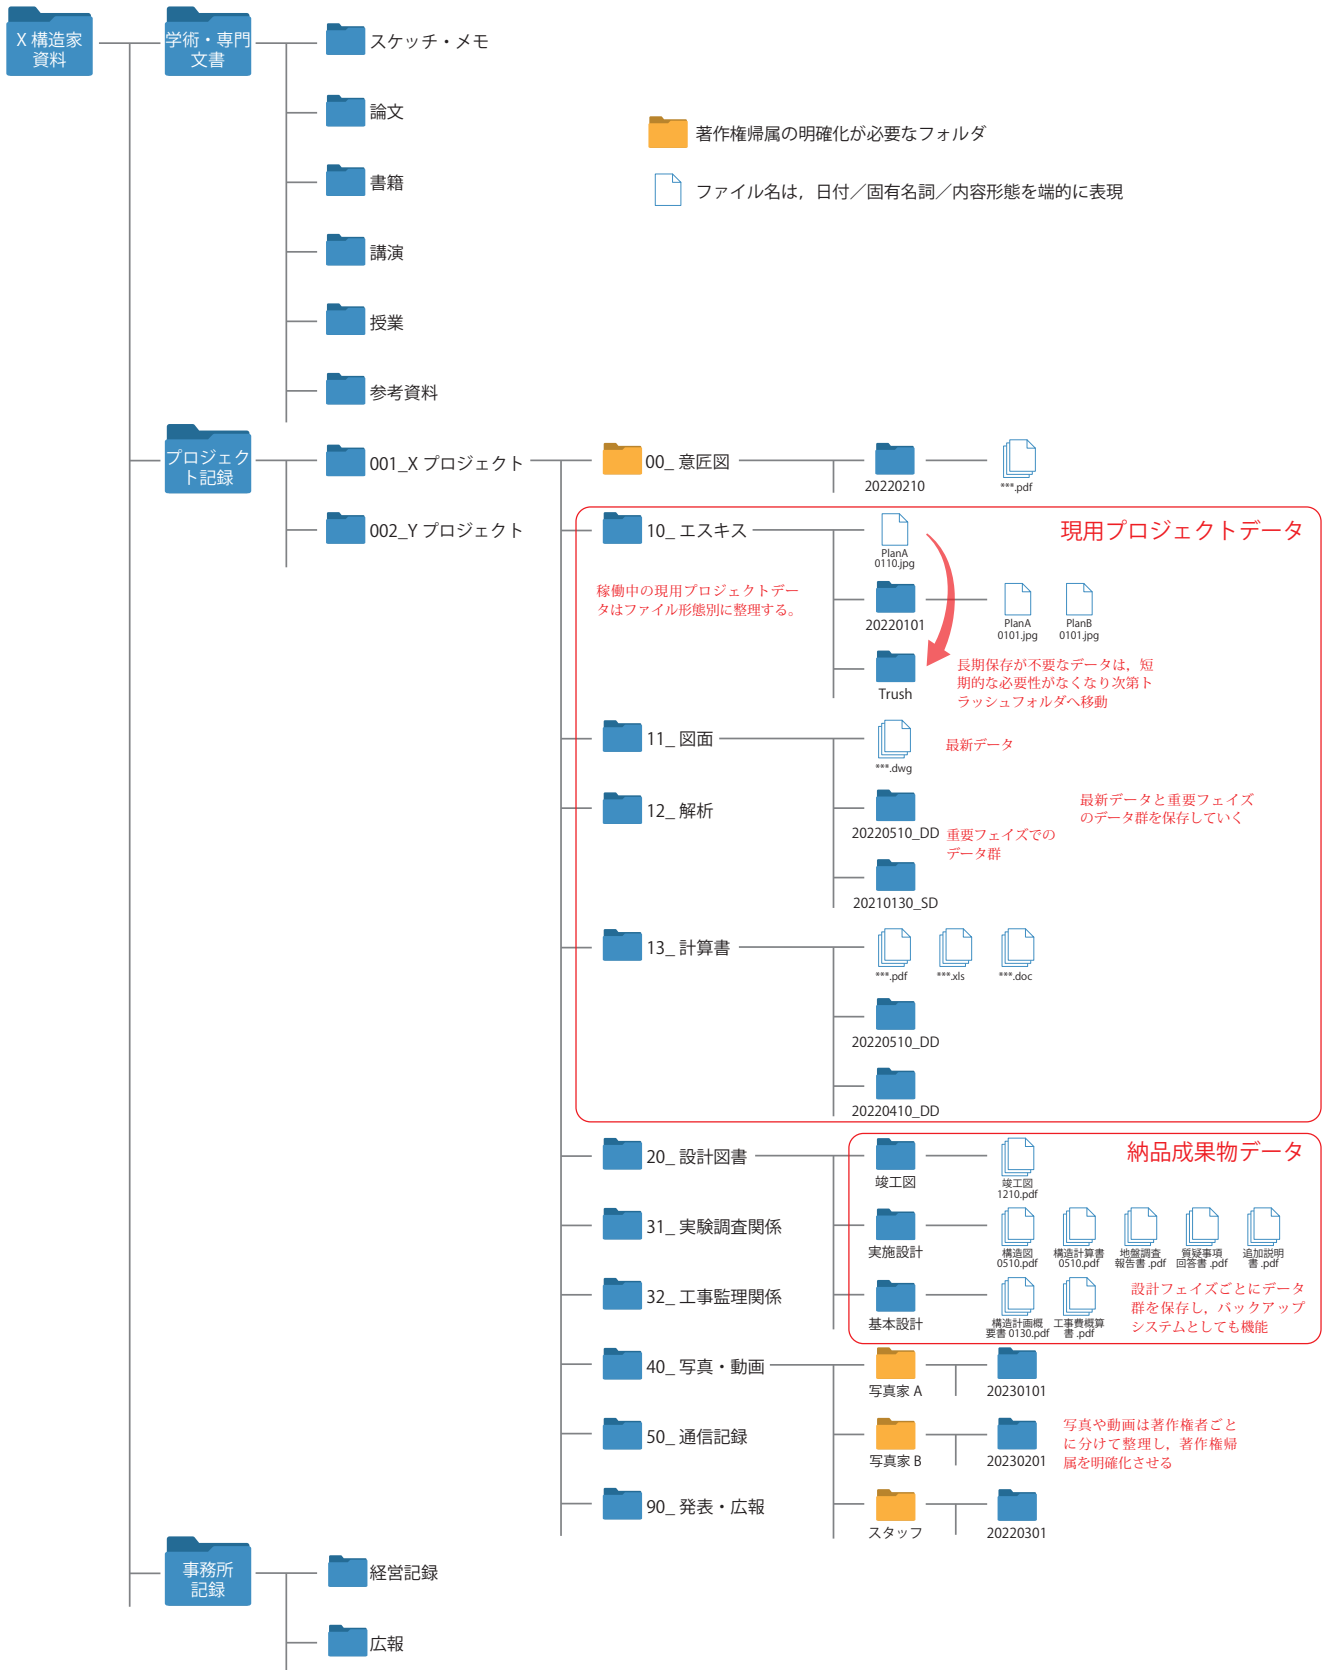 X 構造家
資料
学術・専門
文書
スケッチ・メモ
論文
書籍
講演
授業
参考資料
著作権帰属の明確化が必要なフォルダ
ファイル名は，日付／固有名詞／内容形態を端的に表現
プロジェク
ト記録
001_X プロジェクト
002_Y プロジェクト
00_ 意匠図
20220210
***.pdf
現用プロジェクトデータ
10_ エスキス
PlanA
0110.jpg
稼働中の現用プロジェクトデー
タはファイル形態別に整理する。
20220101
PlanA
0101.jpg
PlanB
0101.jpg
Trush
長期保存が不要なデータは，短
期的な必要性がなくなり次第ト
ラッシュフォルダへ移動
11_ 図面
***.dwg
最新データ
12_ 解析
20220510_DD
重要フェイズでの
データ群
最新データと重要フェイズ
のデータ群を保存していく
20210130_SD
13_ 計算書
***.pdf
***.xls
***.doc
20220510_DD
20220410_DD
納品成果物データ
20_ 設計図書
竣工図
竣工図
1210.pdf
31_ 実験調査関係
実施設計
構造図
0510.pdf
構造計算書
0510.pdf
地盤調査
報告書 .pdf
質疑事項
回答書 .pdf
追加説明
書 .pdf
32_ 工事監理関係
基本設計
構造計画概
要書 0130.pdf
工事費概算
書 .pdf
設計フェイズごとにデータ
群を保存し，バックアップ
システムとしても機能
40_ 写真・動画
写真家 A
20230101
50_ 通信記録
写真家 B
20230201
写真や動画は著作権者ごと
に分けて整理し，著作権帰
属を明確化させる
90_ 発表・広報
スタッフ
20220301
事務所
記録
経営記録
広報